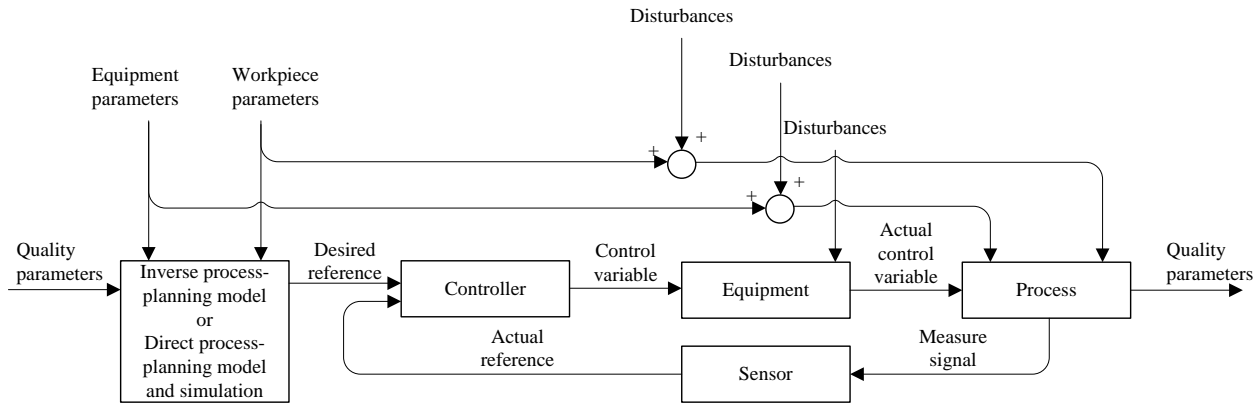 Disturbances
Disturbances
Disturbances
Equipment
parameters
Workpiece
parameters
+
+
+
+
Quality
parameters
Inverse process-
planning model
or
Direct process-
planning model
and simulation
Desired
reference
Controller
Control
variable
Equipment
Actual
control
variable
Process
Quality
parameters
Actual
reference
Sensor
Measure
signal